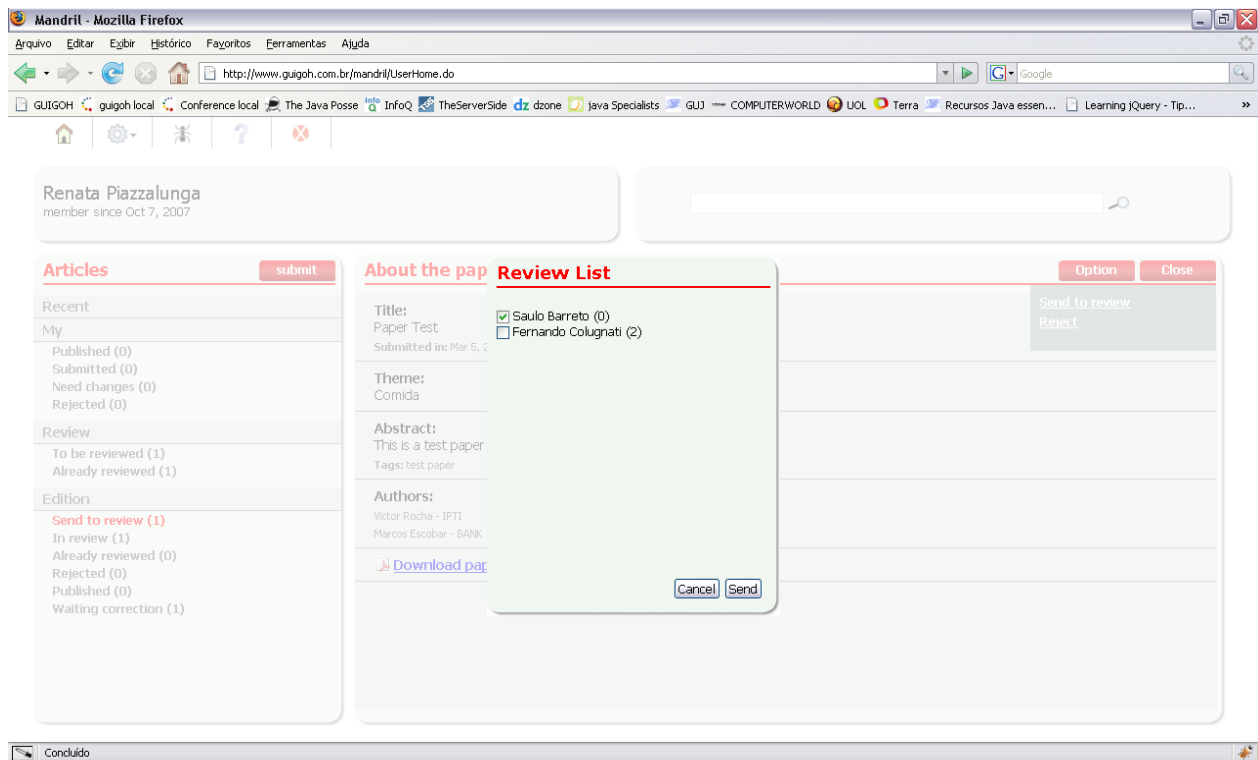 Mandril - Mozilla Firefox
Arquivo Editar Exibir Histórico Favoritos Ferramentas Ajuda
http://www.guigoh.com.br/mandril/UserHome.do
Google
GUIGOH guigoh local Conference local The Java Posse InfoQ TheServerSide dzone java Specialists GUJ COMPUTERWORLD UOL Terra Recursos Java essen... Learning jQuery - Tip... »
Renata Piazzalunga
member since Oct 7, 2007
Articles
submit
Recent
My
Published (0)
Submitted (0)
Need changes (0)
Rejected (0)
Review
To be reviewed (1)
Already reviewed (1)
Edition
Send to review (1)
In review (1)
Already reviewed (0)
Rejected (0)
Published (0)
Waiting correction (1)
About the pap
Option
Close
Send to review
Reject
Title:
Paper Test
Submitted in: Mar 5, 2
Theme:
Comida
Abstract:
This is a test paper
Tags: test paper
Authors:
Victor Rocha - IPTI
Marcos Escobar - BANK
Download pap
Review List
Saulo Barreto (0)
Fernando Colugnati (2)
Cancel
Send
Concluído